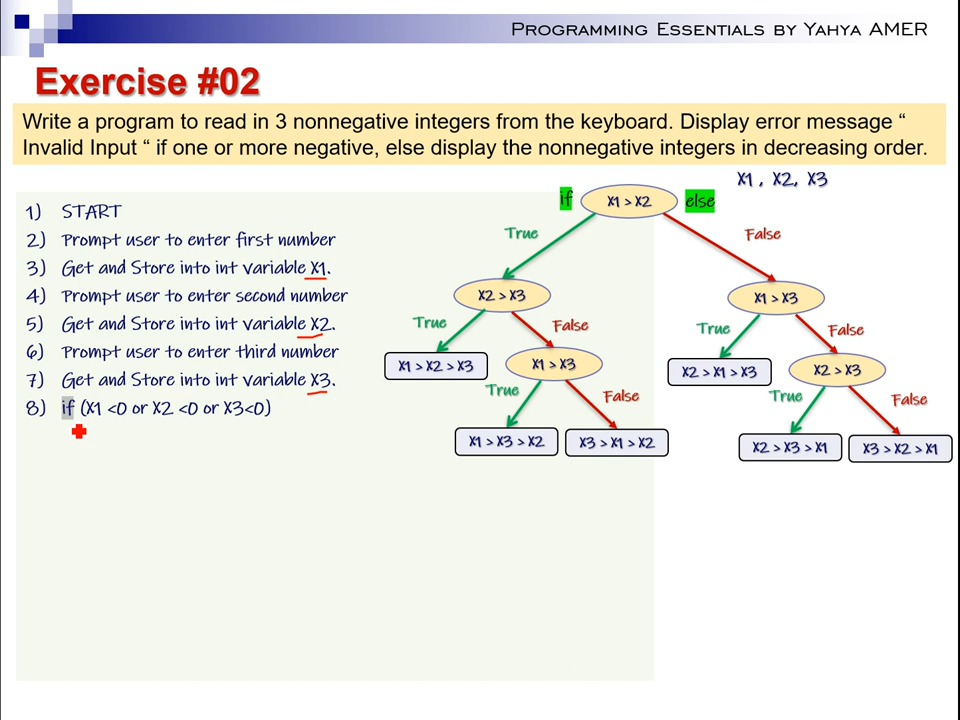 PROGRAMMING ESSENTIALS BY YAHYA AMER
Exercise #02
Write a program to read in 3 nonnegative integers from the keyboard. Display error message “
Invalid Input “ if one or more negative, else display the nonnegative integers in decreasing order.
X1 , X2, X3
1) START
2) Prompt user to enter first number
3) Get and Store into int variable X1.
4) Prompt user to enter second number
5) Get and Store into int variable X2.
6) Prompt user to enter third number
7) Get and Store into int variable X3.
8) if (X1 <0 or X2 <0 or X3<0)
if
X1 > X2
else
True
False
X2 > X3
X1 > X3
True
False
True
False
X1 > X2 > X3
X1 > X3
X2 > X1 > X3
X2 > X3
True
False
True
False
X1 > X3 > X2
X3 > X1 > X2
X2 > X3 > X1
X3 > X2 > X1